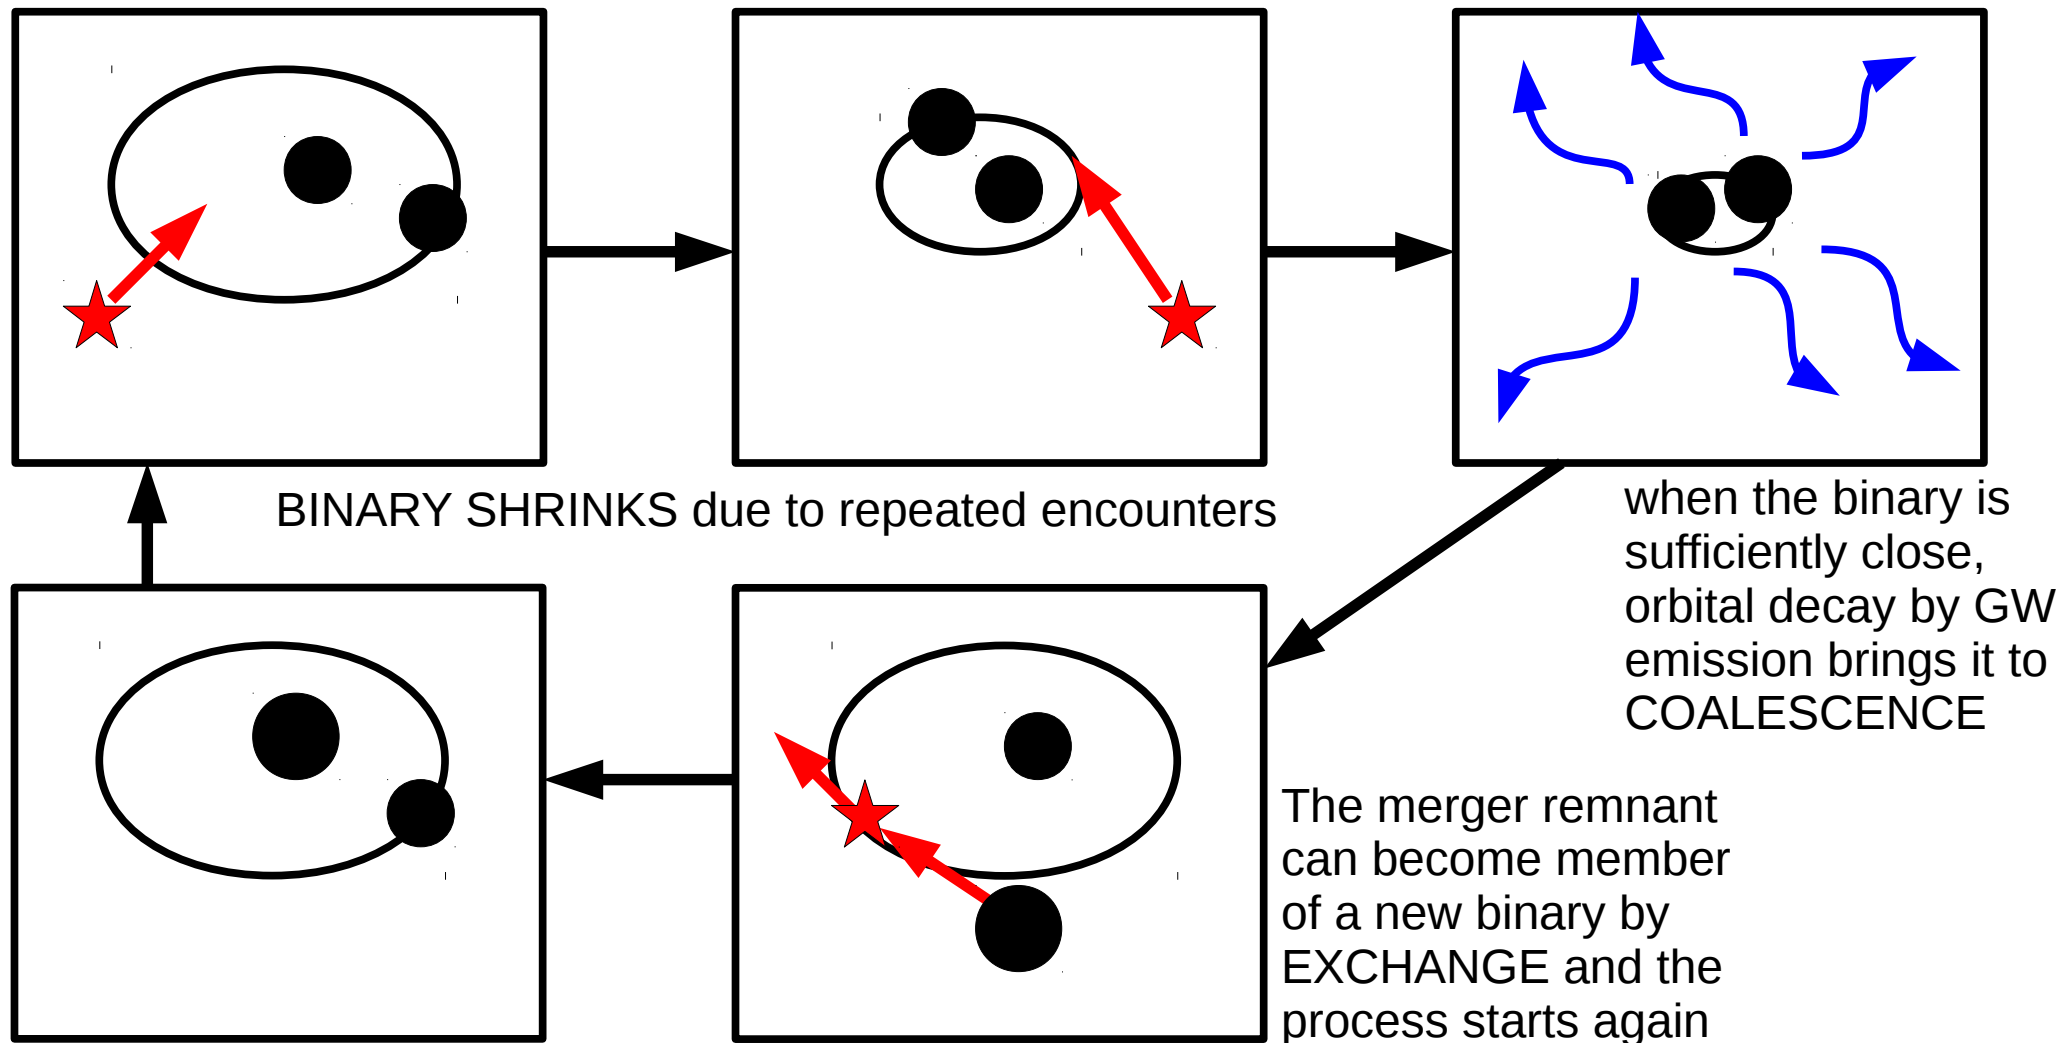 BINARY SHRINKS due to repeated encounters
when the binary is
sufficiently close,
orbital decay by GW
emission brings it to
COALESCENCE
The merger remnant
can become member
of a new binary by
EXCHANGE and the
process starts again